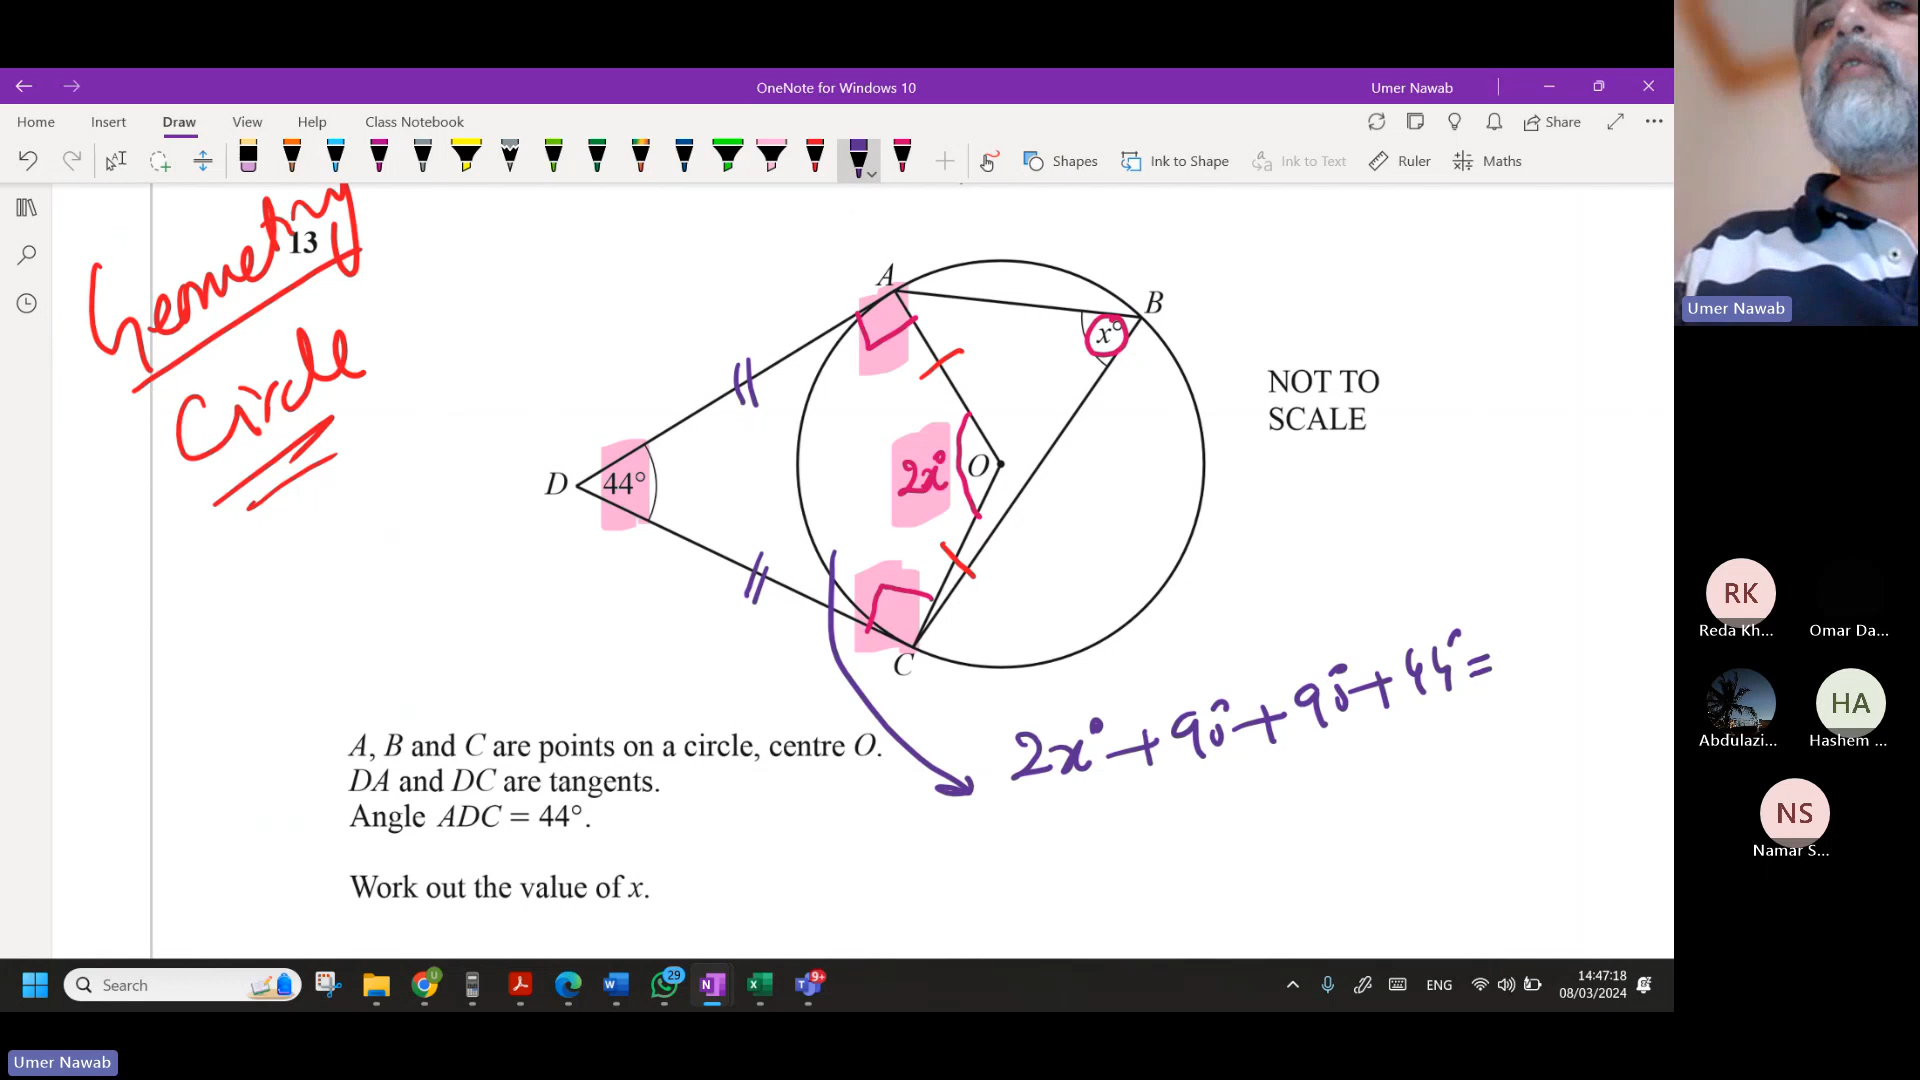 OneNote for Windows 10
Umer Nawab
Home Insert Draw View Help Class Notebook
Share
Shapes Ink to Shape Ink to Text Ruler Maths
Geometry
13
Circle
A
B
x°
NOT TO
SCALE
D 44°
2x° O
C
2x° + 90° + 90° + 44° =
A, B and C are points on a circle, centre O.
DA and DC are tangents.
Angle ADC = 44°.
Work out the value of x.
Umer Nawab
RK
Reda Kh...
Omar Da...
Abdulazi...
HA
Hashem ...
NS
Namar S...
Search
U
29
9+
ENG
14:47:18
08/03/2024
Umer Nawab